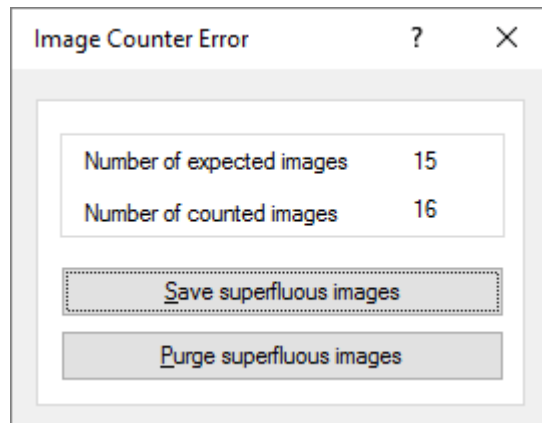 Image Counter Error ?
Number of expected images 15
Number of counted images 16
Save superfluous images
Purge superfluous images